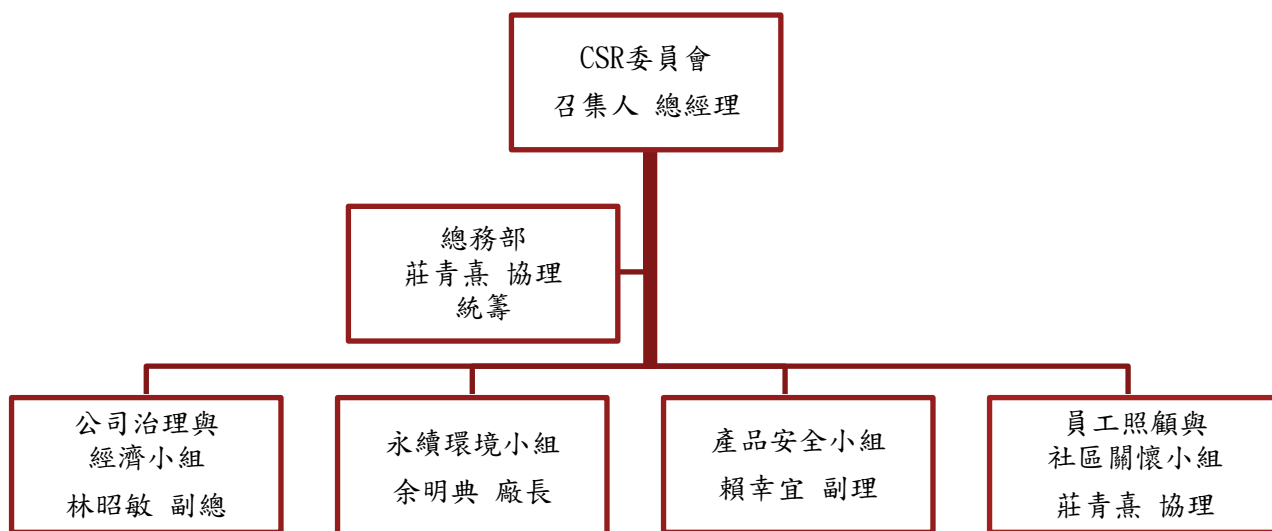 CSR委員會
召集人 總經理
總務部
莊青熹 協理
統籌
公司治理與
經濟小組
林昭敏 副總
永續環境小組
余明典 廠長
產品安全小組
賴幸宜 副理
員工照顧與
社區關懷小組
莊青熹 協理